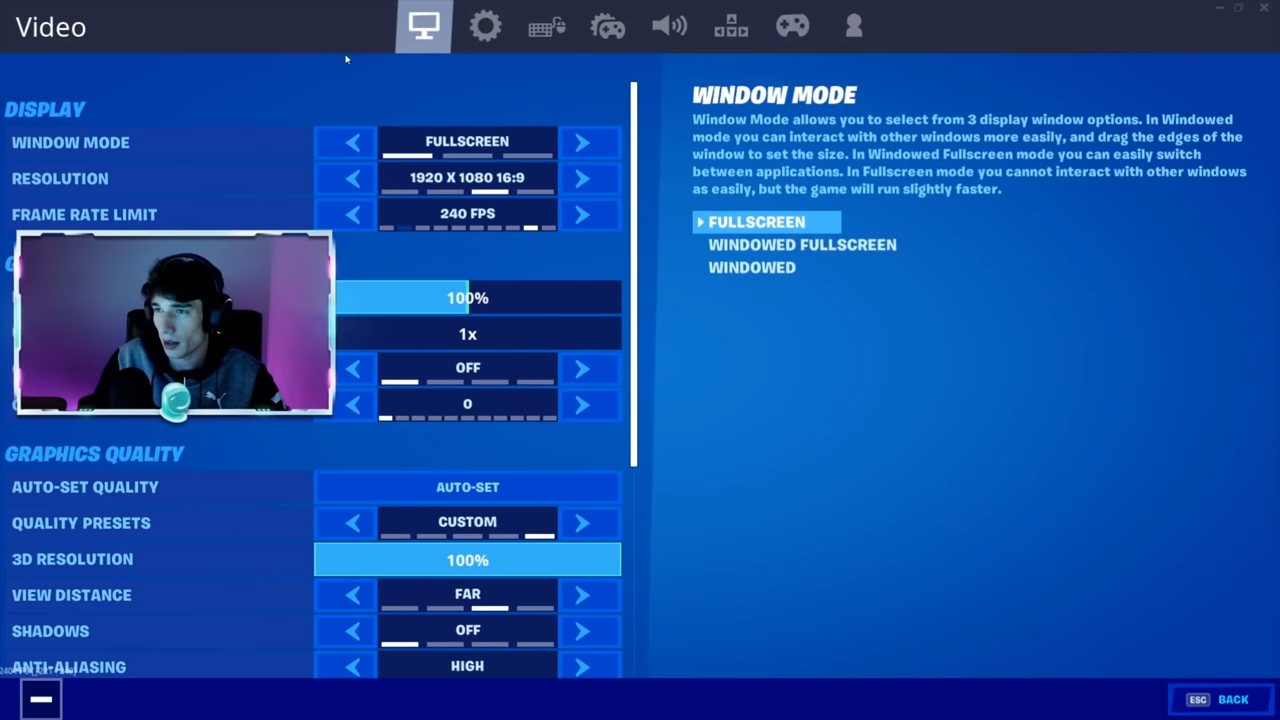 Video
DISPLAY
WINDOW MODE
FULLSCREEN
RESOLUTION
1920 X 1080 16:9
FRAME RATE LIMIT
240 FPS
100%
1x
OFF
0
GRAPHICS QUALITY
AUTO-SET QUALITY
AUTO-SET
QUALITY PRESETS
CUSTOM
3D RESOLUTION
100%
VIEW DISTANCE
FAR
SHADOWS
OFF
ANTI-ALIASING
HIGH
WINDOW MODE
Window Mode allows you to select from 3 display window options. In Windowed
mode you can interact with other windows more easily, and drag the edges of the
window to set the size. In Windowed Fullscreen mode you can easily switch
between applications. In Fullscreen mode you cannot interact with other windows
as easily, but the game will run slightly faster.
FULLSCREEN
WINDOWED FULLSCREEN
WINDOWED
ESC BACK